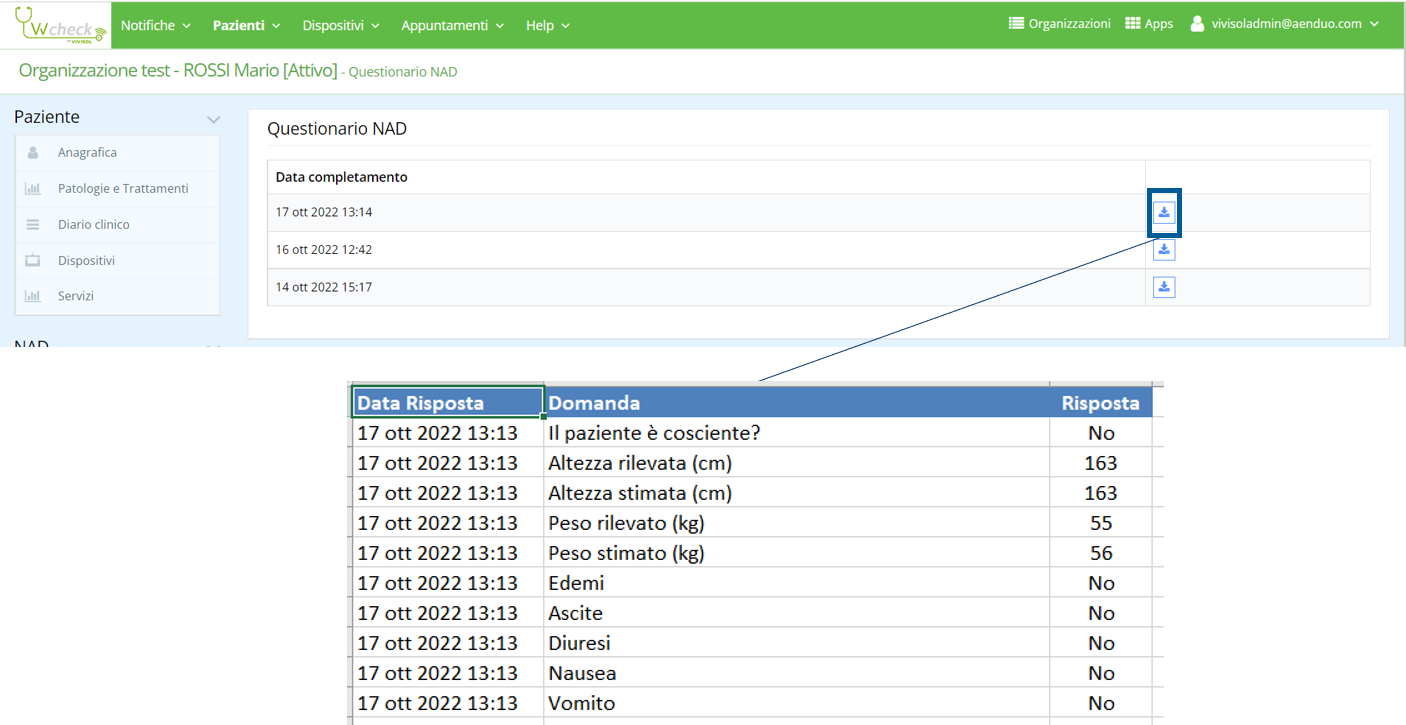 Wcheck
by VIVISOL
Notifiche Pazienti Dispositivi Appuntamenti Help Organizzazioni Apps vivisoladmin@aenduo.com
Organizzazione test - ROSSI Mario [Attivo] - Questionario NAD
Paziente
Anagrafica
Patologie e Trattamenti
Diario clinico
Dispositivi
Servizi
NAD
Questionario NAD
Data completamento
17 ott 2022 13:14
16 ott 2022 12:42
14 ott 2022 15:17
Data Risposta Domanda Risposta
17 ott 2022 13:13 Il paziente è cosciente? No
17 ott 2022 13:13 Altezza rilevata (cm) 163
17 ott 2022 13:13 Altezza stimata (cm) 163
17 ott 2022 13:13 Peso rilevato (kg) 55
17 ott 2022 13:13 Peso stimato (kg) 56
17 ott 2022 13:13 Edemi No
17 ott 2022 13:13 Ascite No
17 ott 2022 13:13 Diuresi No
17 ott 2022 13:13 Nausea No
17 ott 2022 13:13 Vomito No